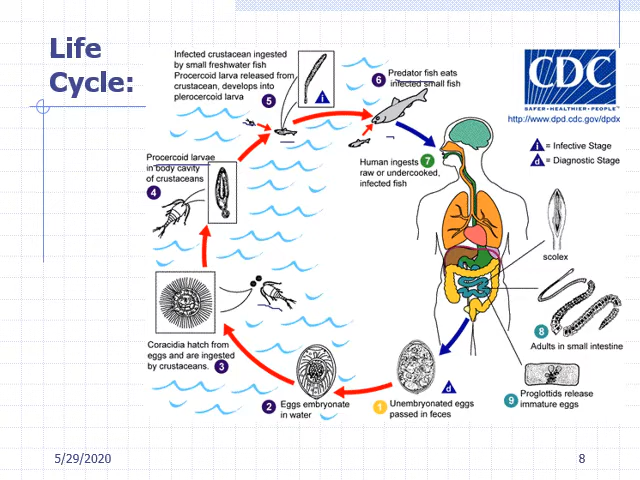 Life
Cycle:
Infected crustacean ingested
by small freshwater fish
Procercoid larva released from
crustacean, develops into
plerocercoid larva
5
i
6
Predator fish eats
infected small fish
CDC
SAFER•HEALTHIER•PEOPLE™
http://www.dpd.cdc.gov/dpdx
i = Infective Stage
d = Diagnostic Stage
Human ingests 7
raw or undercooked,
infected fish
Procercoid larvae
in body cavity
of crustaceans
4
scolex
8
Adults in small intestine
Coracidia hatch from
eggs and are ingested
by crustaceans. 3
d
Proglottids release
9 immature eggs
2 Eggs embryonate
in water
1 Unembryonated eggs
passed in feces
5/29/2020
8